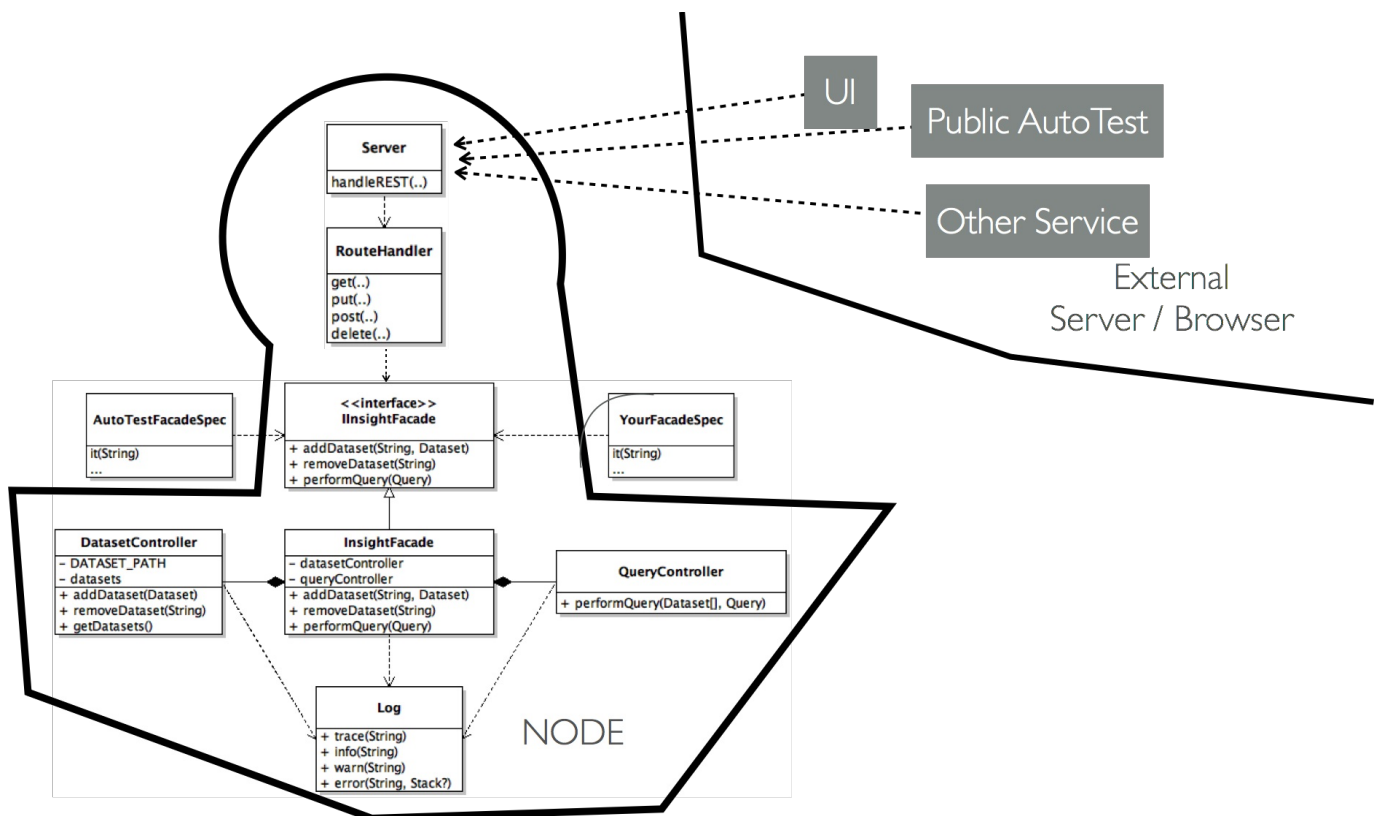 UI
Public AutoTest
Other Service
External
Server / Browser
Server
handleREST(..)
RouteHandler
get(..)
put(..)
post(..)
delete(..)
AutoTestFacadeSpec
it(String)
...
<<interface>>
IInsightFacade
+ addDataset(String, Dataset)
+ removeDataset(String)
+ performQuery(Query)
YourFacadeSpec
it(String)
...
DatasetController
- DATASET_PATH
- datasets
+ addDataset(Dataset)
+ removeDataset(String)
+ getDatasets()
InsightFacade
- datasetController
- queryController
+ addDataset(String, Dataset)
+ removeDataset(String)
+ performQuery(Query)
QueryController
+ performQuery(Dataset[], Query)
Log
+ trace(String)
+ info(String)
+ warn(String)
+ error(String, Stack?)
NODE